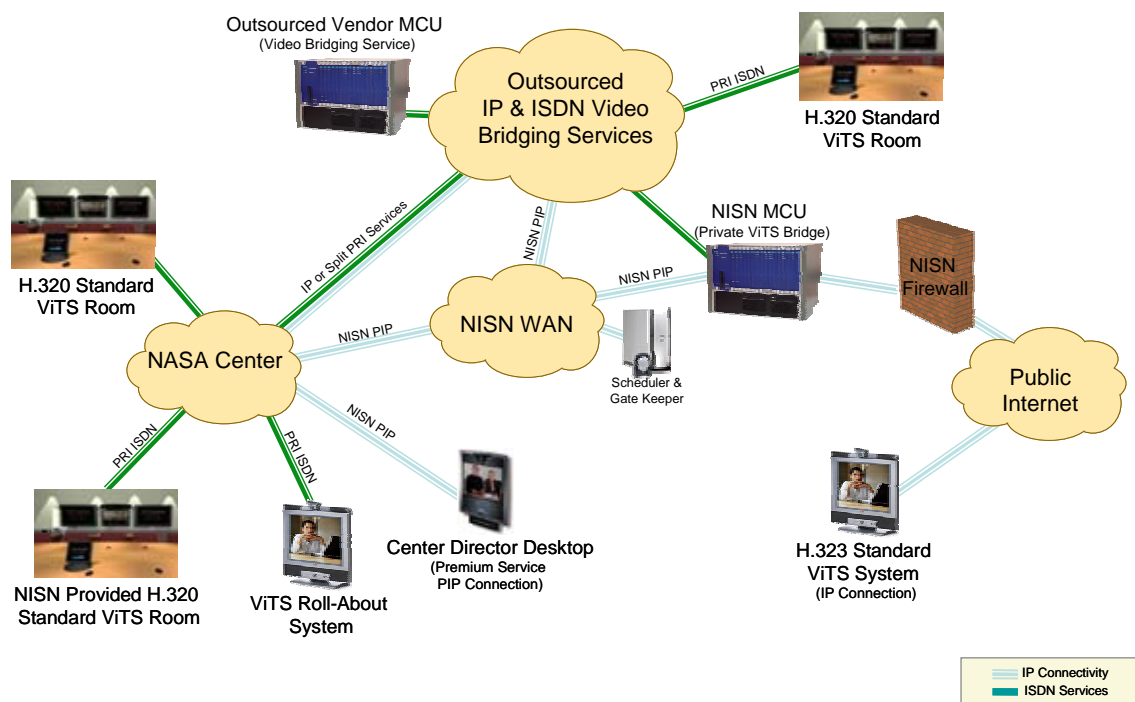 Outsourced Vendor MCU
(Video Bridging Service)
Outsourced
IP & ISDN Video
Bridging Services
PRI ISDN
H.320 Standard
ViTS Room
H.320 Standard
ViTS Room
IP or Split PRI Services
NISN PIP
NISN MCU
(Private ViTS Bridge)
NISN PIP
NISN
Firewall
NISN PIP
NISN WAN
NASA Center
Scheduler &
Gate Keeper
Public
Internet
NISN PIP
PRI ISDN
PRI ISDN
NISN Provided H.320
Standard ViTS Room
ViTS Roll-About
System
Center Director Desktop
(Premium Service
PIP Connection)
H.323 Standard
ViTS System
(IP Connection)
IP Connectivity
ISDN Services